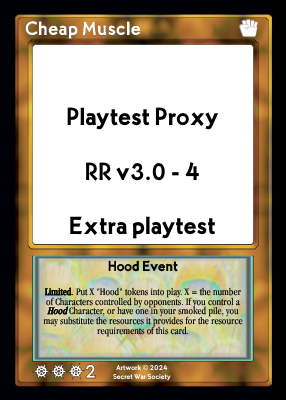 Cheap Muscle
Playtest Proxy
RR v3.0 - 4
Extra playtest
Hood Event
Limited. Put X "Hood" tokens into play. X = the number
of Characters controlled by opponents. If you control a
Hood Character, or have one in your smoked pile, you
may substitute the resources it provides for the resource
requirements of this card.
2
Artwork © 2024
Secret War Society